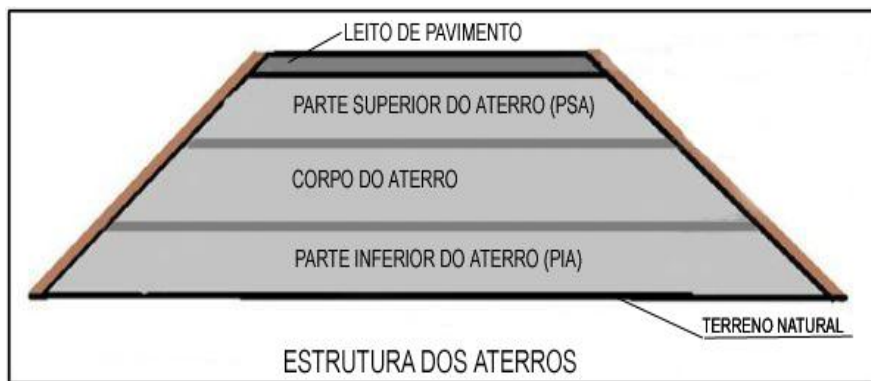 LEITO DE PAVIMENTO
PARTE SUPERIOR DO ATERRO (PSA)
CORPO DO ATERRO
PARTE INFERIOR DO ATERRO (PIA)
TERRENO NATURAL
ESTRUTURA DOS ATERROS